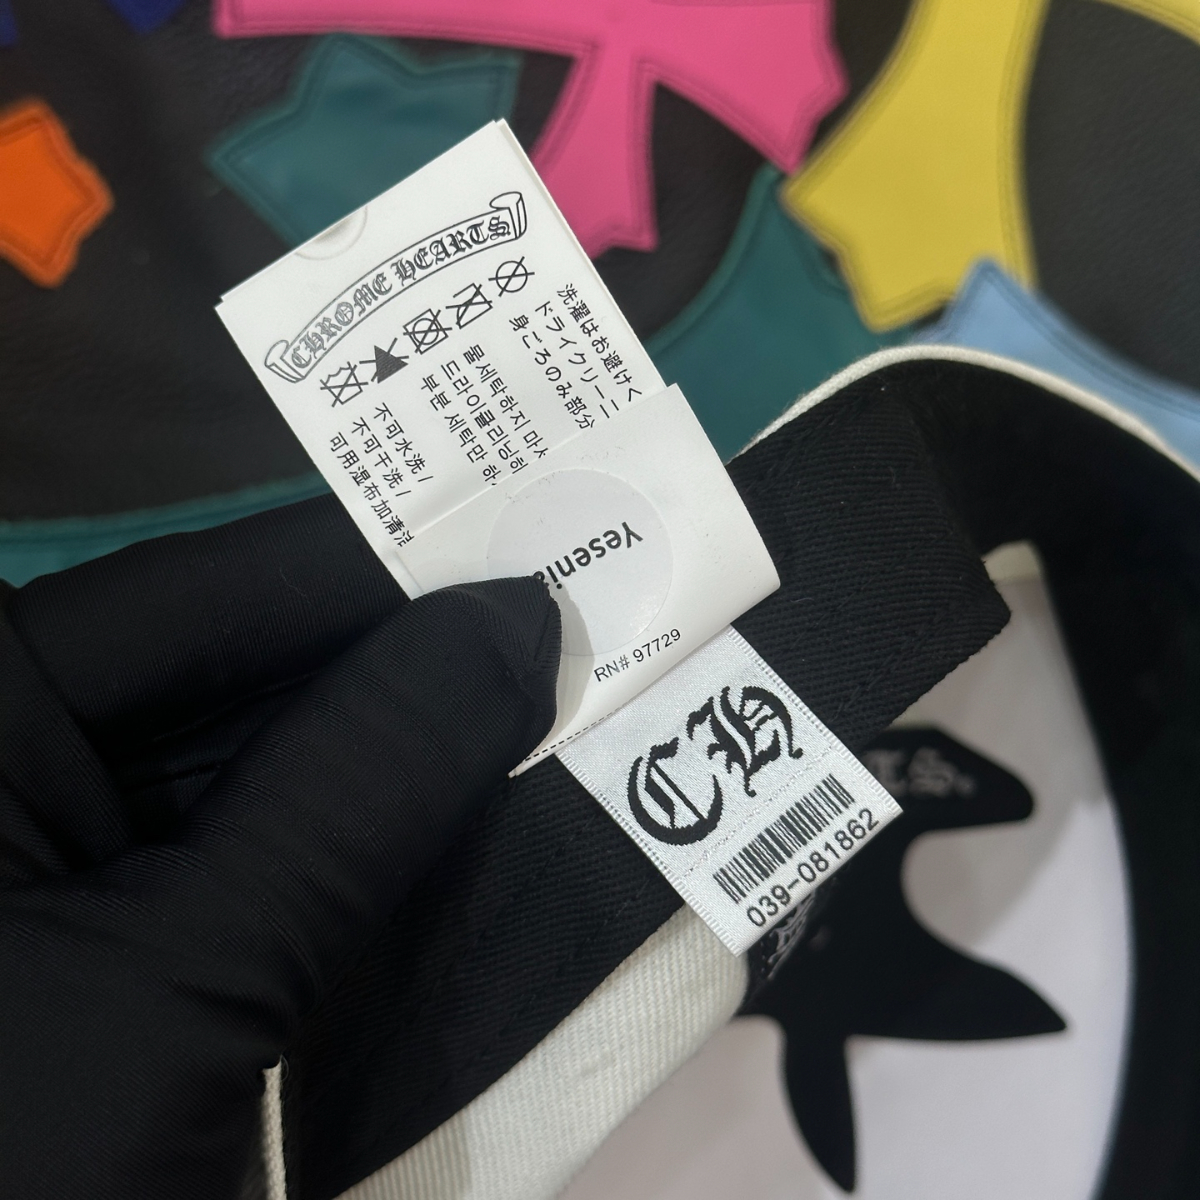 CHROME HEARTS
洗濯はお避けく
ドライクリーニ
身ごろのみ部分
물세탁하지 마
드라이클리닝하
부분 세탁만 하
不可水洗/
不可干洗/
可用湿布加清洁
Yesenia
RN# 97729
CH
039-081862